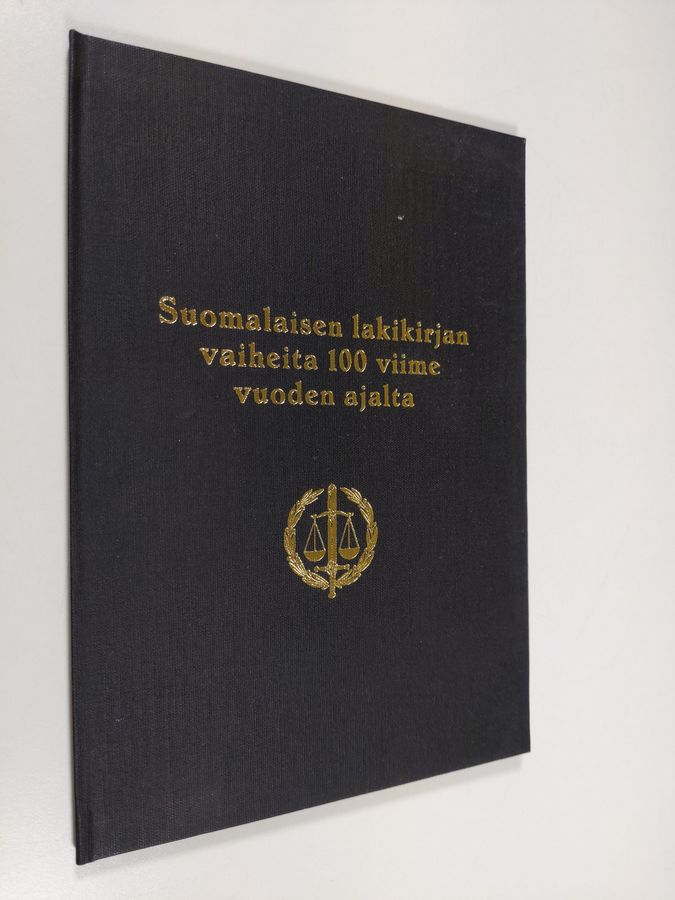 Suomalaisen lakikirjan
vaiheita 100 viime
vuoden ajalta